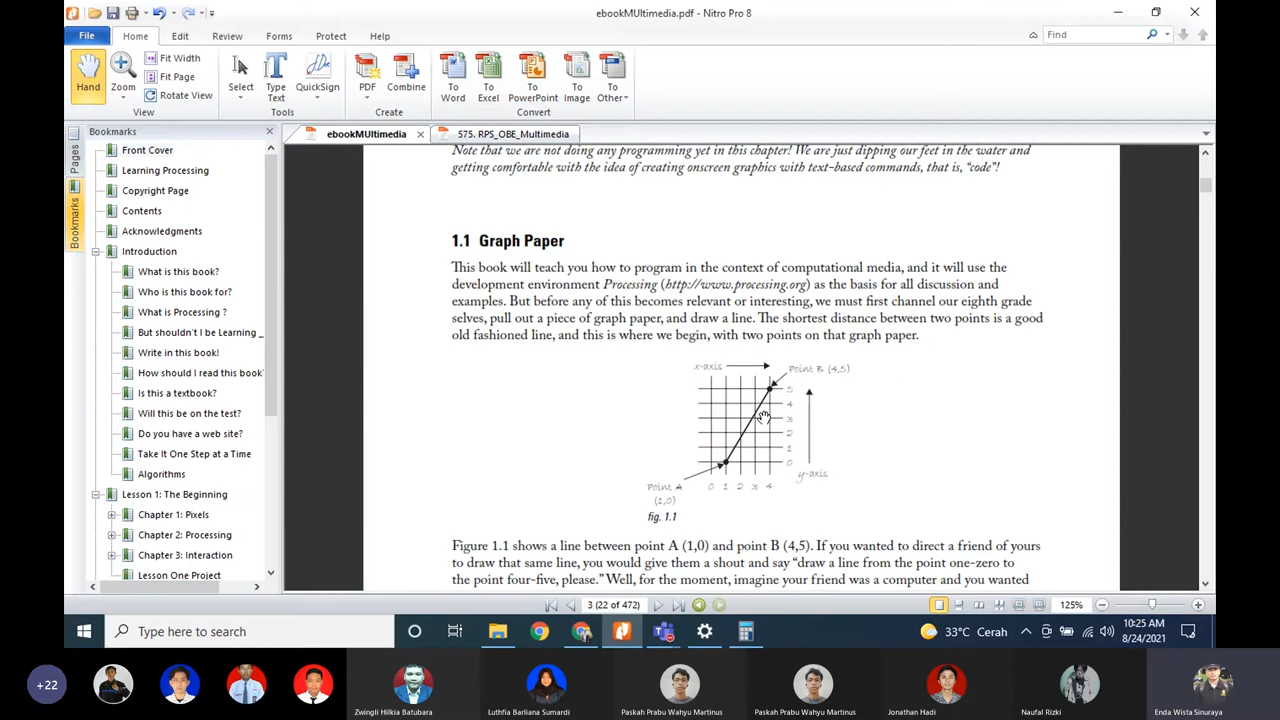 ebookMUltimedia.pdf - Nitro Pro 8
File
Home
Edit
Review
Forms
Protect
Help
Find
Hand
Zoom
Fit Width
Fit Page
Rotate View
View
Select
Type Text
QuickSign
Tools
PDF
Combine
Create
To Word
To Excel
To PowerPoint
To Image
To Other
Convert
Bookmarks
ebookMUltimedia
575. RPS_OBE_Multimedia
Pages
Bookmarks
Front Cover
Learning Processing
Copyright Page
Contents
Acknowledgments
Introduction
What is this book?
Who is this book for?
What is Processing ?
But shouldn't I be Learning _
Write in this book!
How should I read this book?
Is this a textbook?
Will this be on the test?
Do you have a web site?
Take It One Step at a Time
Algorithms
Lesson 1: The Beginning
Chapter 1: Pixels
Chapter 2: Processing
Chapter 3: Interaction
Lesson One Project
Note that we are not doing any programming yet in this chapter! We are just dipping our feet in the water and
getting comfortable with the idea of creating onscreen graphics with text-based commands, that is, “code”!
1.1 Graph Paper
This book will teach you how to program in the context of computational media, and it will use the
development environment Processing (http://www.processing.org) as the basis for all discussion and
examples. But before any of this becomes relevant or interesting, we must first channel our eighth grade
selves, pull out a piece of graph paper, and draw a line. The shortest distance between two points is a good
old fashioned line, and this is where we begin, with two points on that graph paper.
x-axis
Point B (4,5)
5
4
3
2
1
0
y-axis
Point A
(1,0)
0 1 2 3 4
fig. 1.1
Figure 1.1 shows a line between point A (1,0) and point B (4,5). If you wanted to direct a friend of yours
to draw that same line, you would give them a shout and say “draw a line from the point one-zero to
the point four-five, please.” Well, for the moment, imagine your friend was a computer and you wanted
3 (22 of 472)
125%
Type here to search
33°C Cerah
10:25 AM
8/24/2021
+22
Zwingli Hilkia Batubara
Luthfia Barliana Sumardi
Paskah Prabu Wahyu Martinus
Paskah Prabu Wahyu Martinus
Jonathan Hadi
Naufal Rizki
Enda Wista Sinuraya